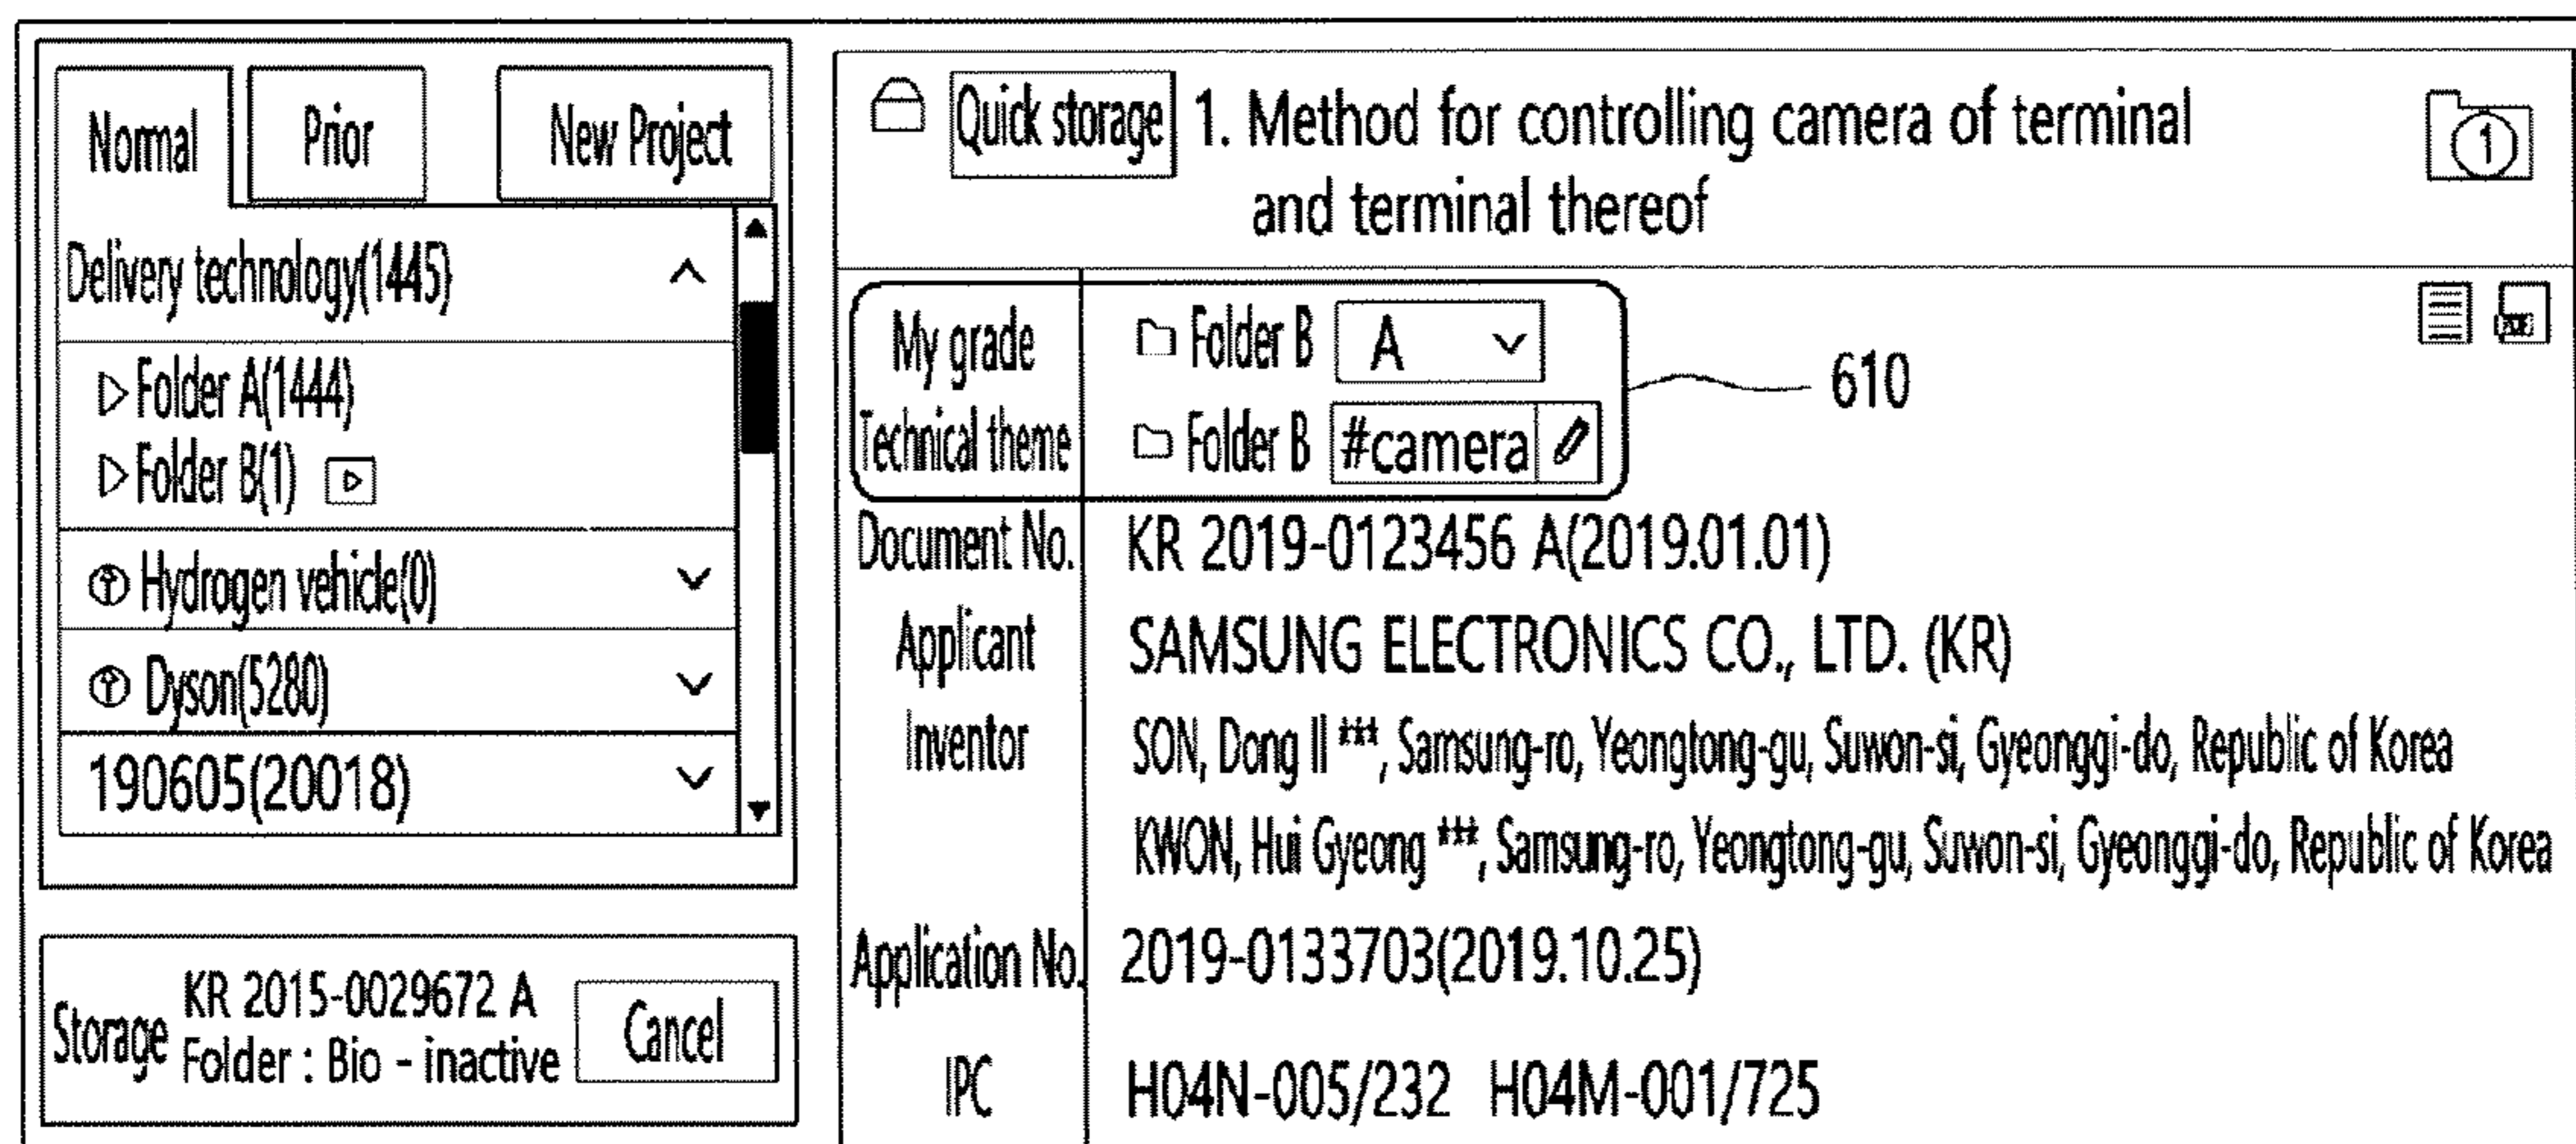 Normal Prior New Project
Delivery technology(1445)
Folder A(1444)
Folder B(1)
Hydrogen vehicle(0)
Dyson(5280)
190605(20018)
Storage KR 2015-0029672 A
Folder : Bio - inactive
Cancel
Quick storage 1. Method for controlling camera of terminal
and terminal thereof
1
My grade Folder B A
Technical theme Folder B #camera
610
Document No. KR 2019-0123456 A(2019.01.01)
Applicant SAMSUNG ELECTRONICS CO., LTD. (KR)
Inventor SON, Dong Il ***, Samsung-ro, Yeongtong-gu, Suwon-si, Gyeonggi-do, Republic of Korea
KWON, Hui Gyeong ***, Samsung-ro, Yeongtong-gu, Suwon-si, Gyeonggi-do, Republic of Korea
Application No. 2019-0133703(2019.10.25)
IPC H04N-005/232 H04M-001/725